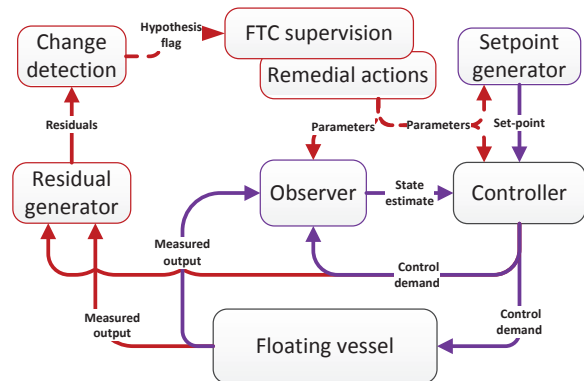 Hypothesis
flag
Change
detection
FTC supervision
Remedial actions
Setpoint
generator
Residuals
Parameters
Parameters
Set-point
Residual
generator
Observer
State
estimate
Controller
Measured
output
Control
demand
Measured
output
Floating vessel
Control
demand